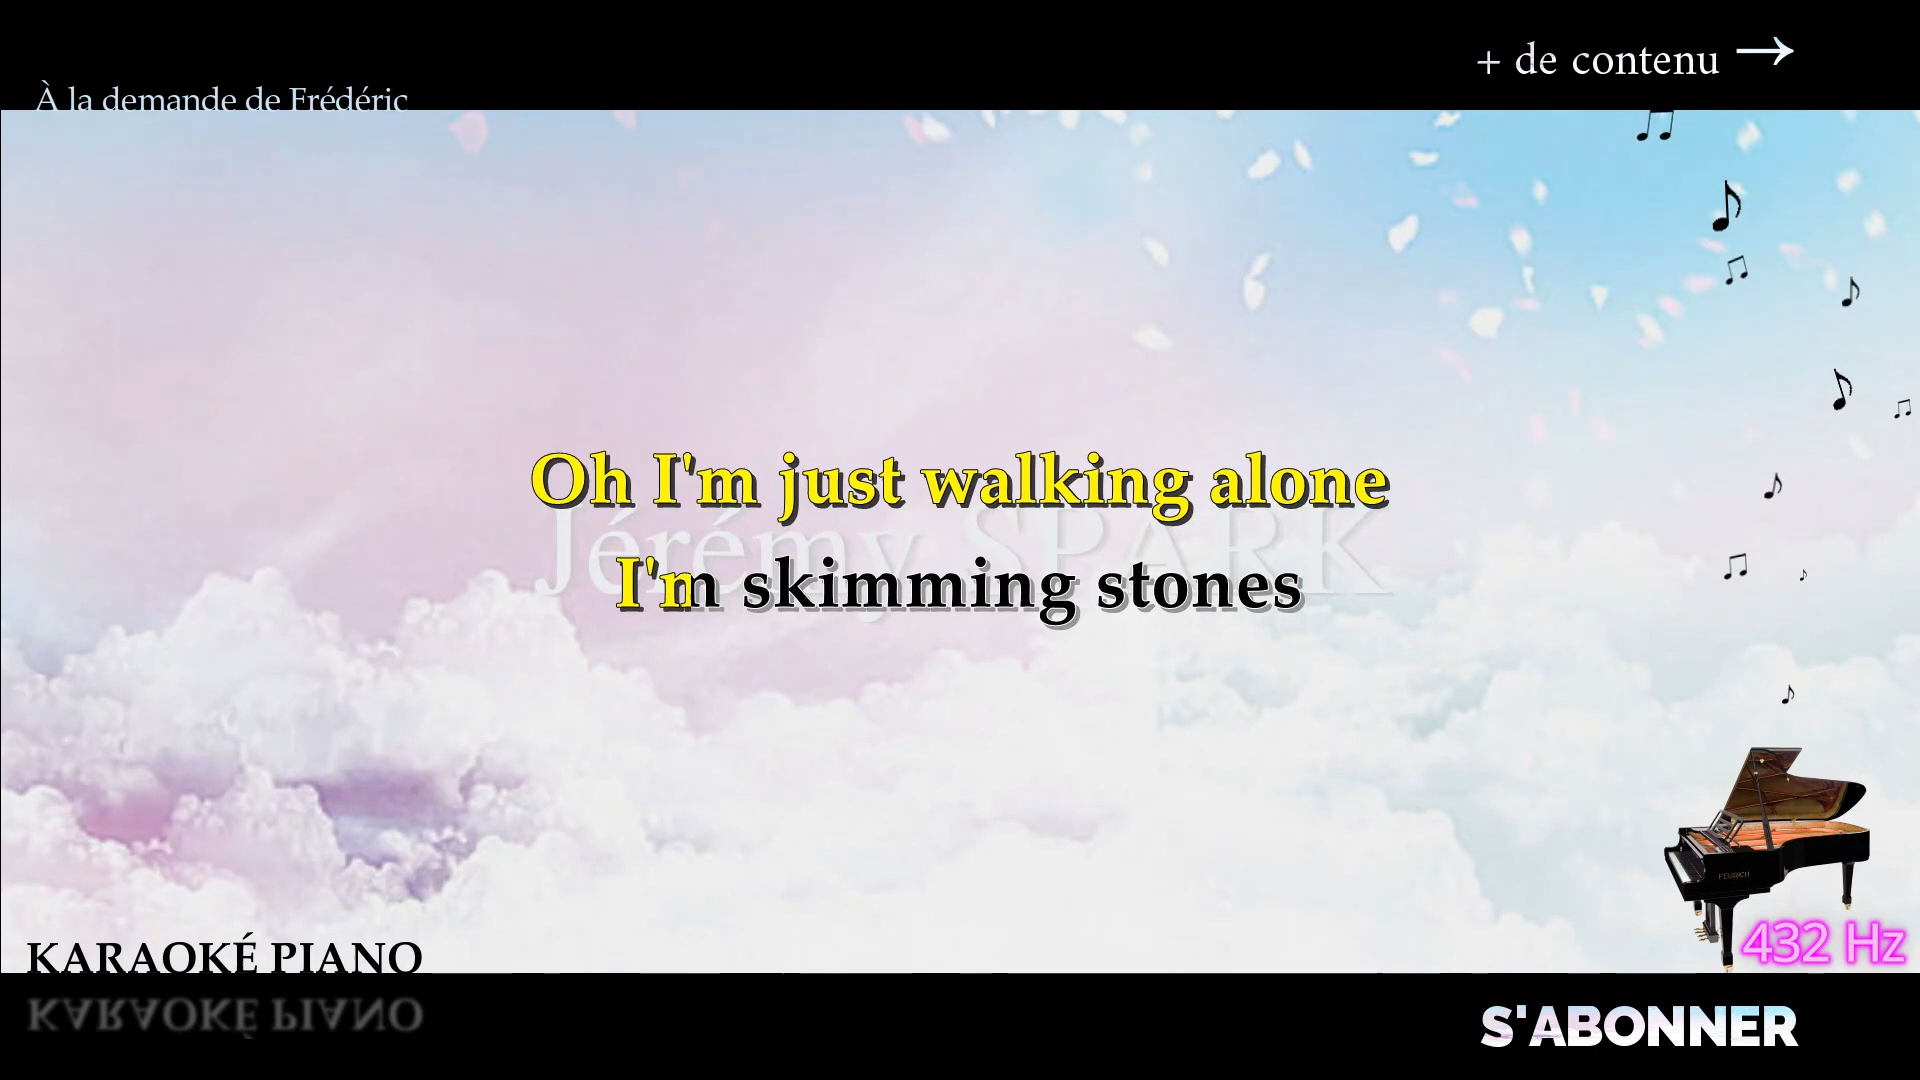 + de contenu →
À la demande de Frédéric
Oh I'm just walking alone
Jérémy SPARK
I'm skimming stones
FEURICH
432 Hz
KARAOKÉ PIANO
KARAOKÉ PIANO
S'ABONNER